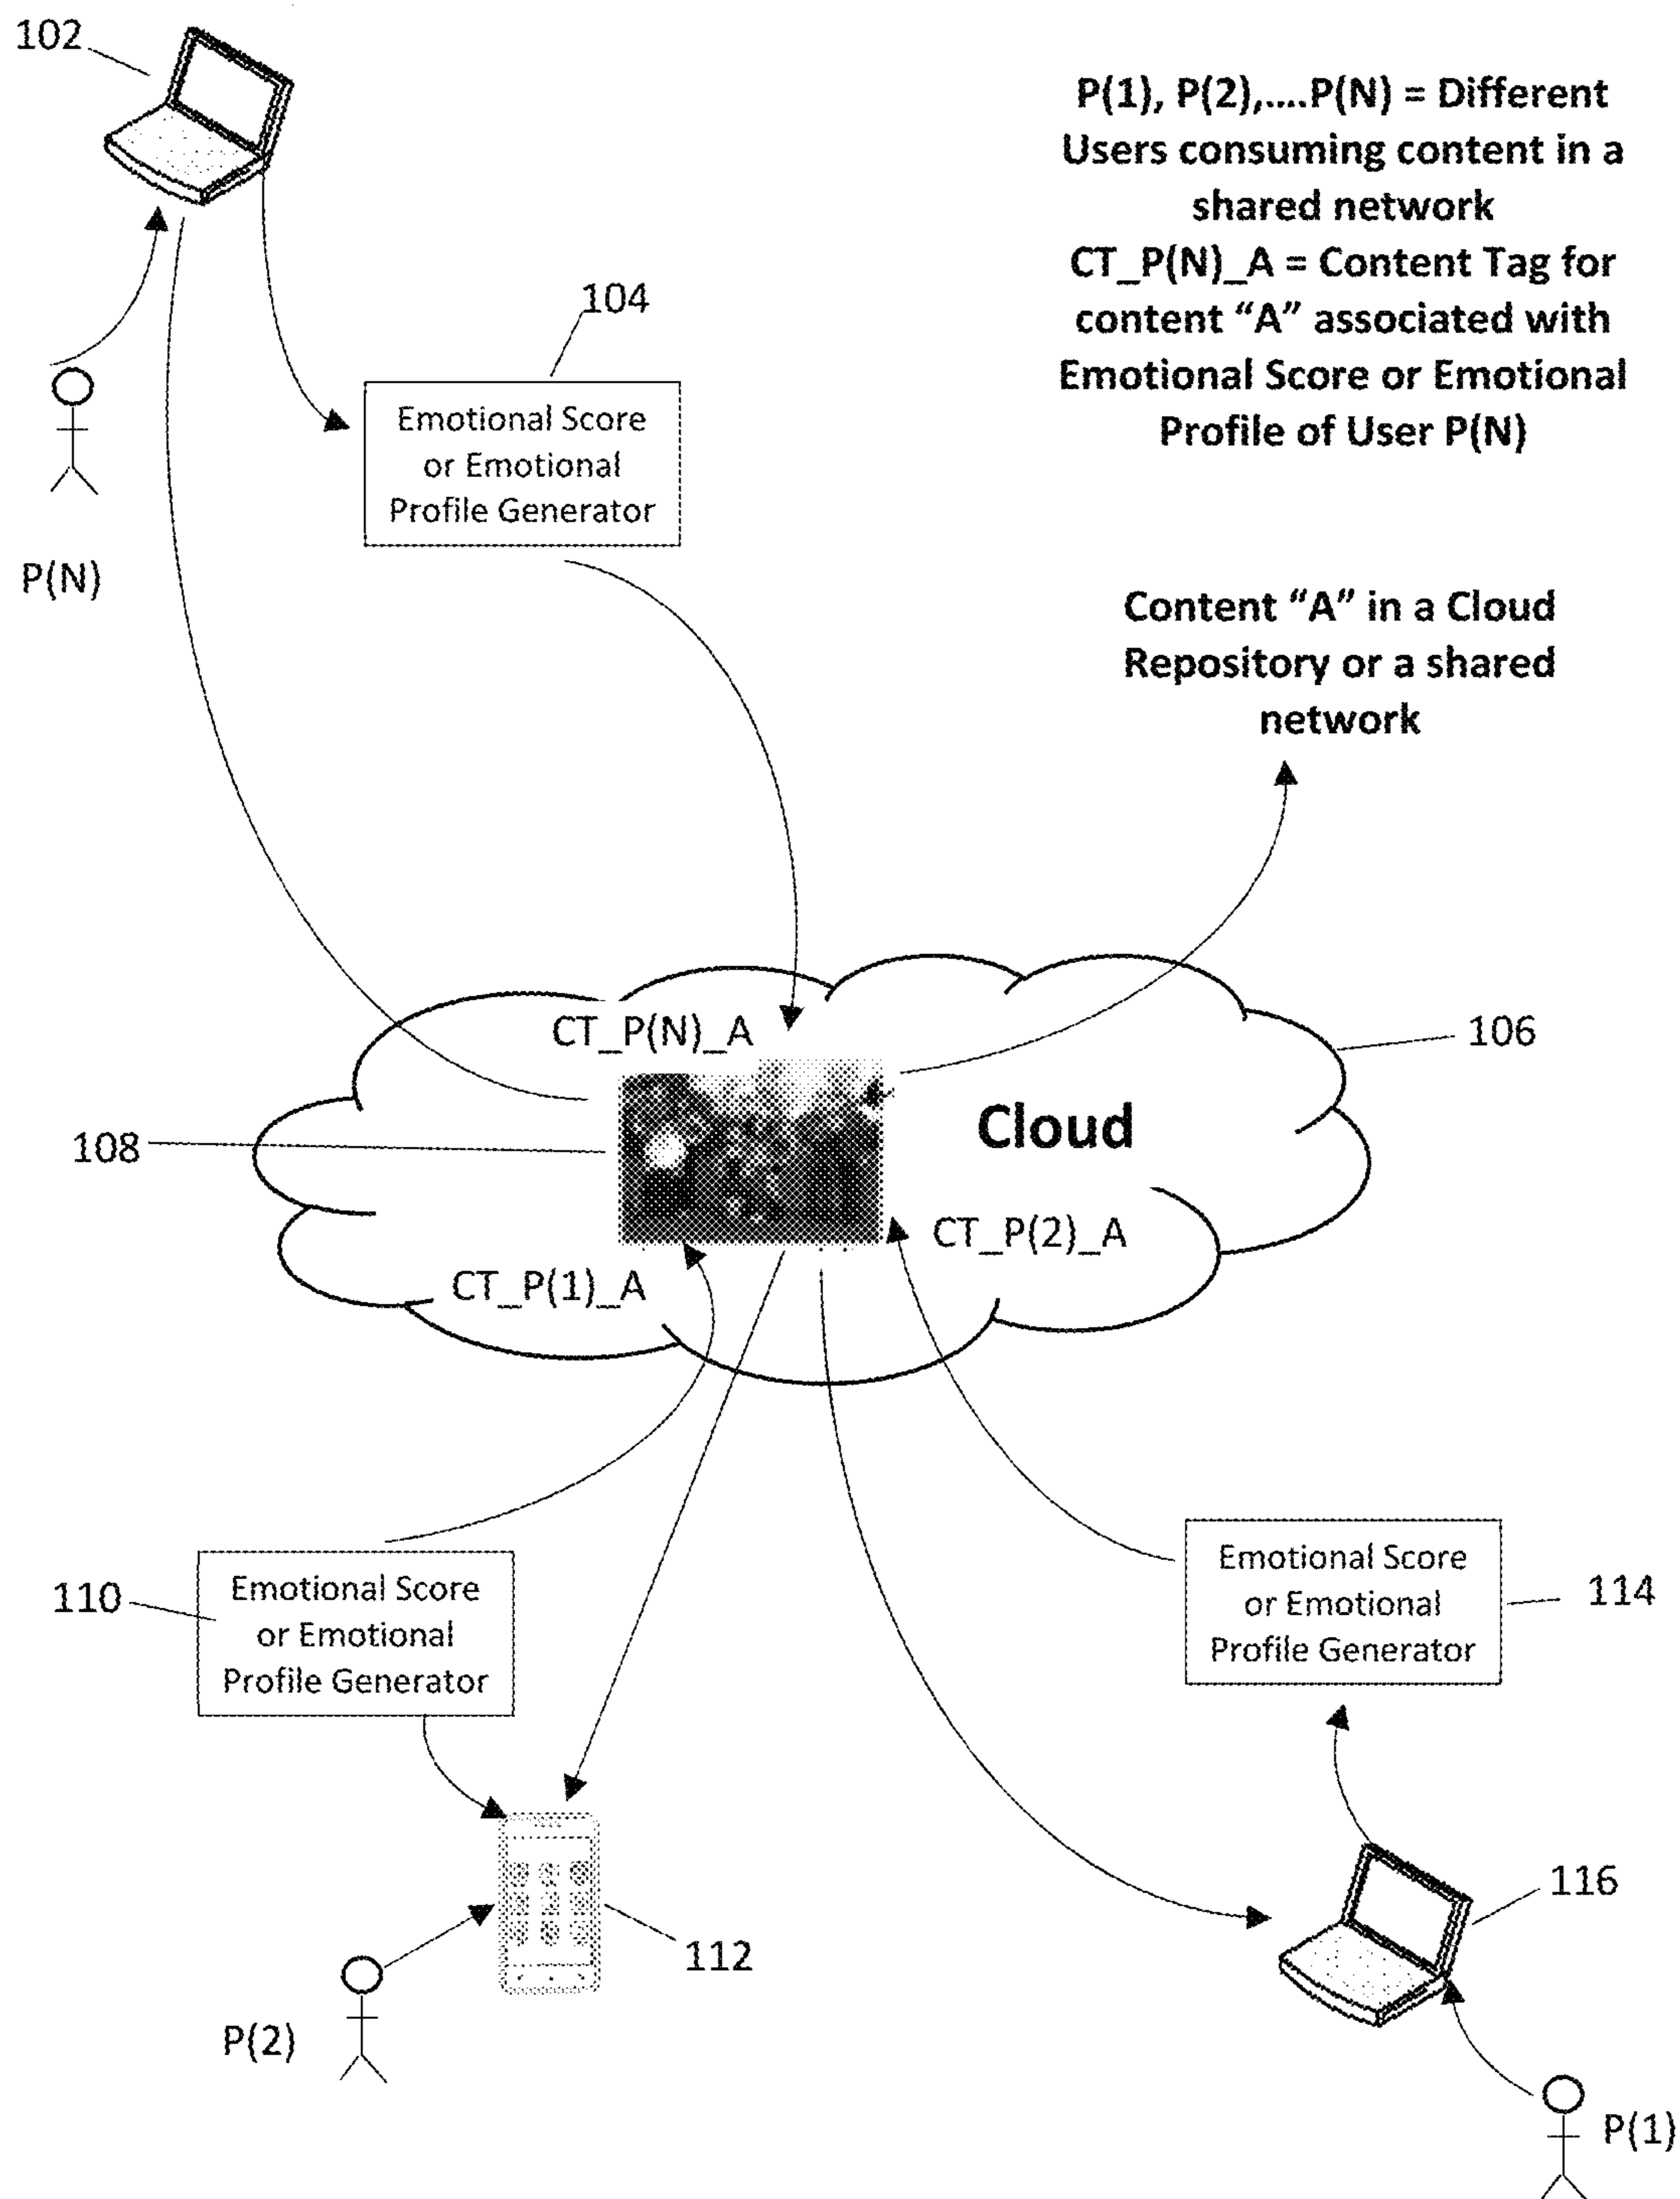 102
P(1), P(2),....P(N) = Different
Users consuming content in a
shared network
CT_P(N)_A = Content Tag for
content “A” associated with
Emotional Score or Emotional
Profile of User P(N)
104
Emotional Score
or Emotional
Profile Generator
P(N)
Content “A” in a Cloud
Repository or a shared
network
CT_P(N)_A
106
Cloud
108
CT_P(2)_A
CT_P(1)_A
110
Emotional Score
or Emotional
Profile Generator
Emotional Score
or Emotional
Profile Generator
114
116
112
P(2)
P(1)